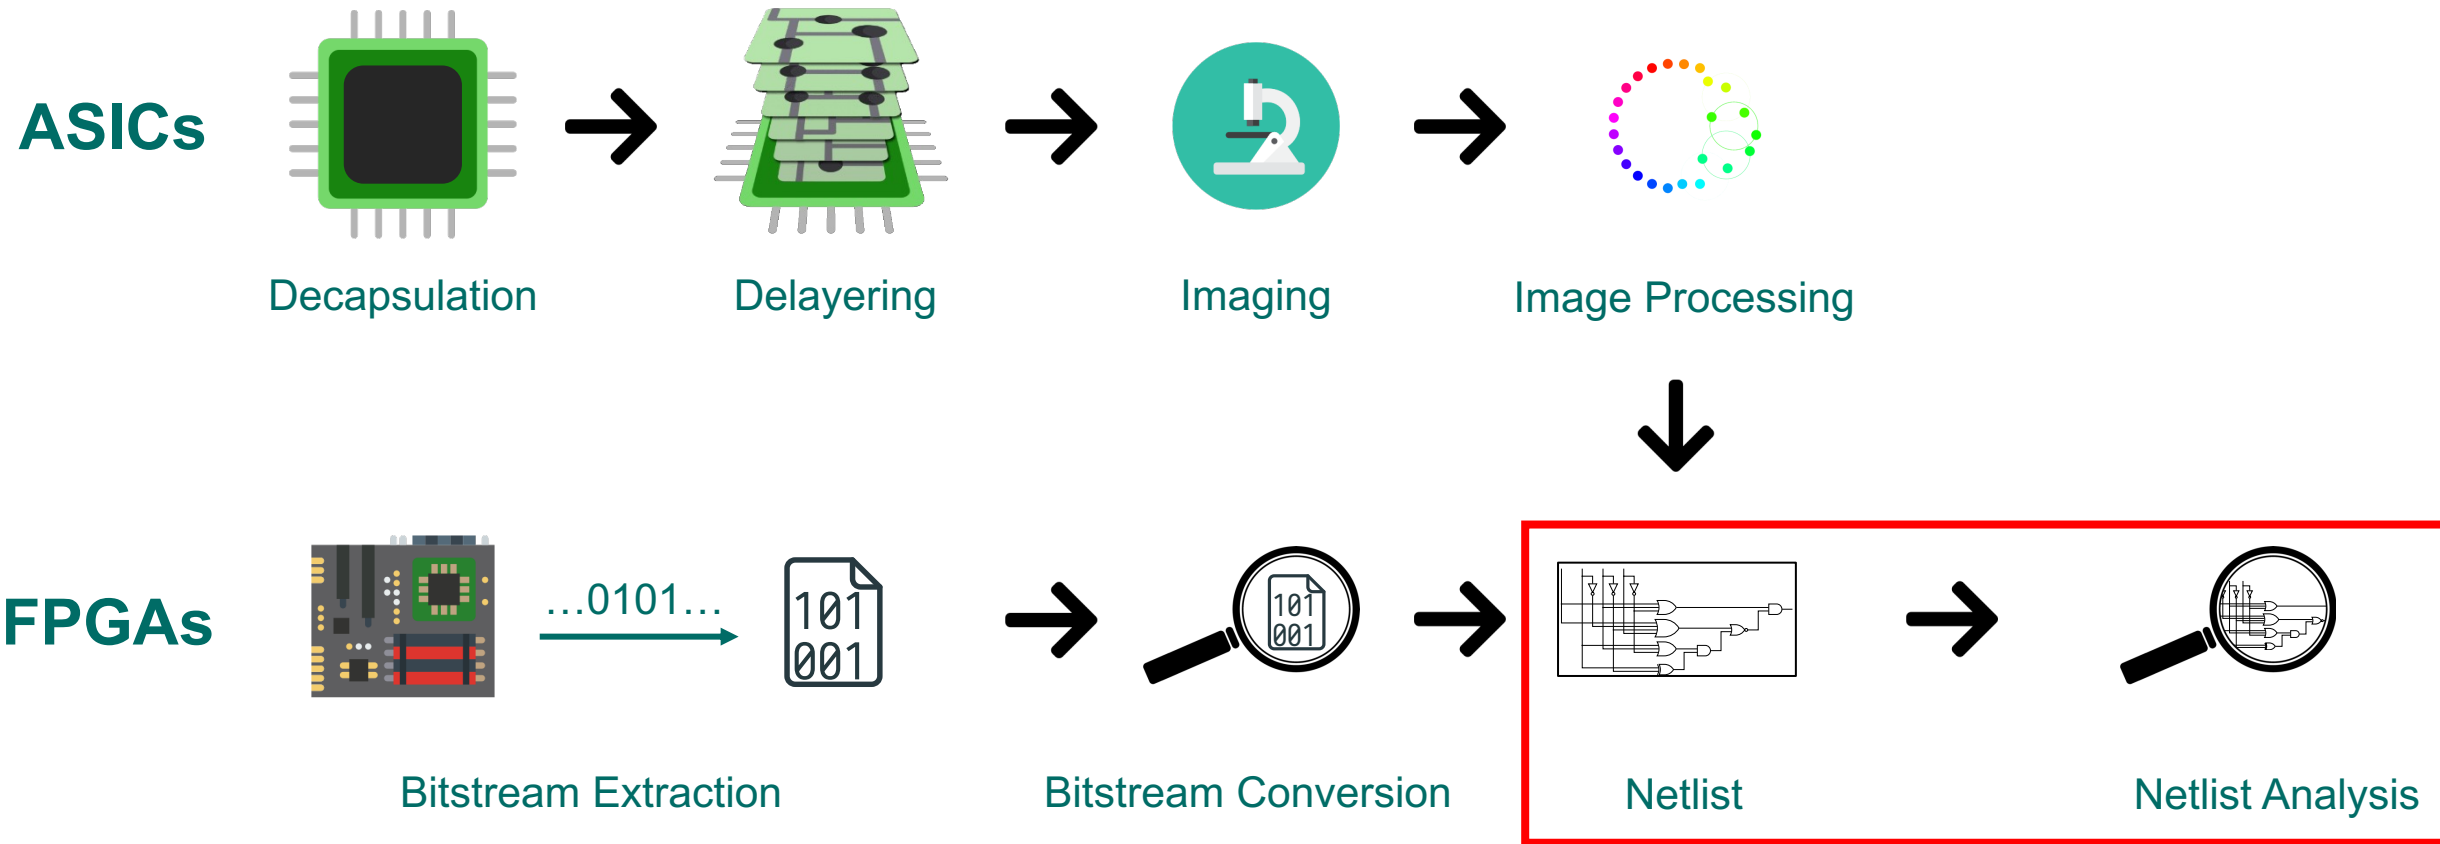 ASICs
Decapsulation
Delayering
Imaging
Image Processing
FPGAs
...0101...
101
001
101
001
Bitstream Extraction
Bitstream Conversion
Netlist
Netlist Analysis